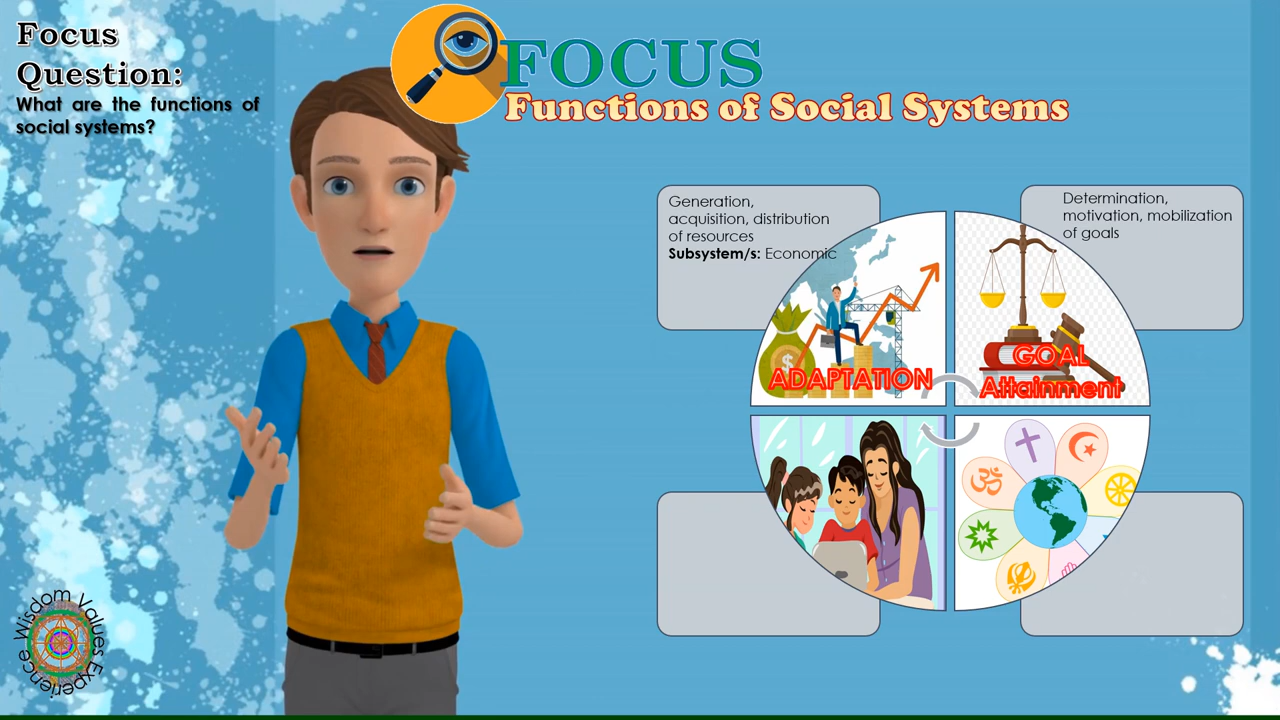 Focus
Question:
What are the functions of
social systems?
FOCUS
Functions of Social Systems
Generation,
acquisition, distribution
of resources
Subsystem/s: Economic
Determination,
motivation, mobilization
of goals
ADAPTATION
GOAL
Attainment
Wisdom Values Experience